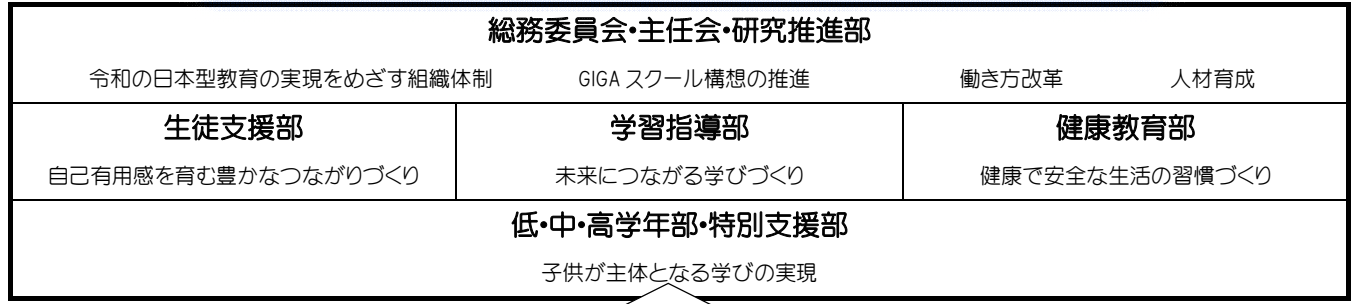 総務委員会・主任会・研究推進部
令和の日本型教育の実現をめざす組織体制 GIGA スクール構想の推進 働き方改革 人材育成
生徒支援部 学習指導部 健康教育部
自己有用感を育む豊かなつながりづくり 未来につながる学びづくり 健康で安全な生活の習慣づくり
低・中・高学年部・特別支援部
子供が主体となる学びの実現